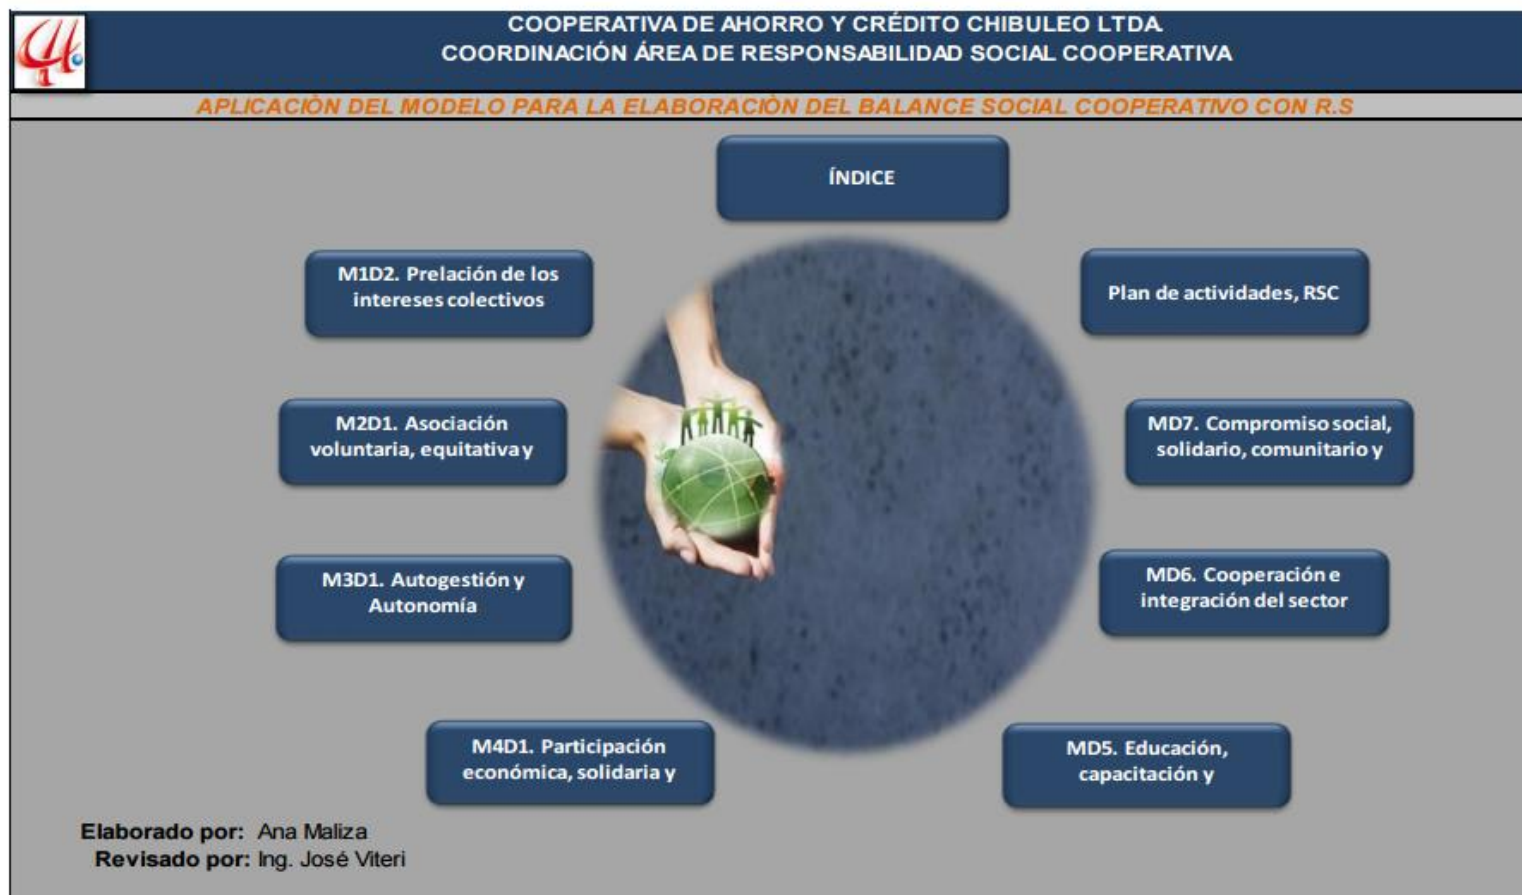 COOPERATIVA DE AHORRO Y CRÉDITO CHIBULEO LTDA.
COORDINACIÓN ÁREA DE RESPONSABILIDAD SOCIAL COOPERATIVA
APLICACIÒN DEL MODELO PARA LA ELABORACIÒN DEL BALANCE SOCIAL COOPERATIVO CON R.S
ÍNDICE
M1D2. Prelación de los
intereses colectivos
Plan de actividades, RSC
M2D1. Asociación
voluntaria, equitativa y
MD7. Compromiso social,
solidario, comunitario y
M3D1. Autogestión y
Autonomía
MD6. Cooperación e
integración del sector
M4D1. Participación
económica, solidaria y
MD5. Educación,
capacitación y
Elaborado por: Ana Maliza
Revisado por: Ing. José Viteri